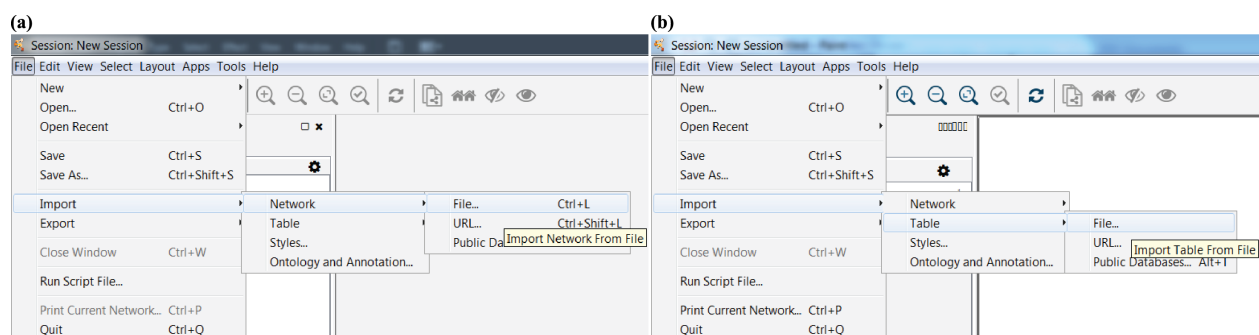 (a)
Session: New Session
File Edit View Select Layout Apps Tools Help
New
Open... Ctrl+O
Open Recent
Save Ctrl+S
Save As... Ctrl+Shift+S
Import Network File... Ctrl+L
Export Table URL... Ctrl+Shift+L
Styles... Public Da Import Network From File
Close Window Ctrl+W Ontology and Annotation...
Run Script File...
Print Current Network... Ctrl+P
Quit Ctrl+Q
(b)
Session: New Session
File Edit View Select Layout Apps Tools Help
New
Open... Ctrl+O
Open Recent
Save Ctrl+S
Save As... Ctrl+Shift+S
Import Network
Export Table File...
Styles... URL... Import Table From File
Close Window Ctrl+W Ontology and Annotation... Public Databases... Alt+T
Run Script File...
Print Current Network... Ctrl+P
Quit Ctrl+Q